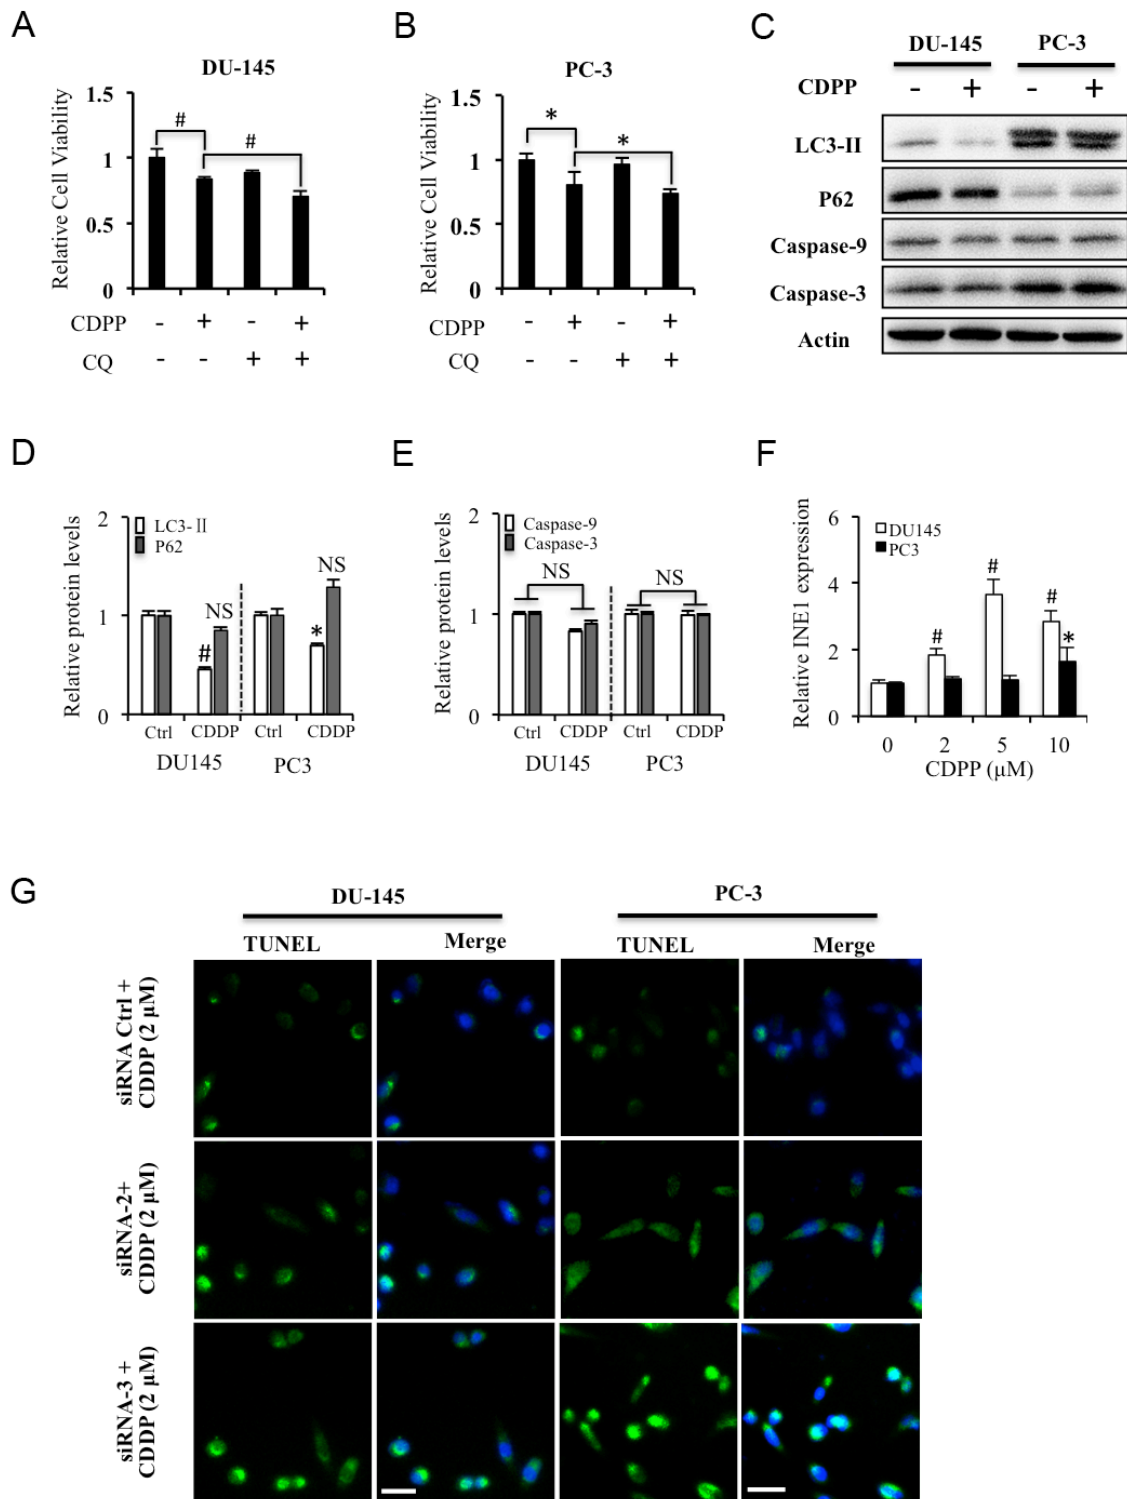 A
DU-145
Relative Cell Viability
1.5
1
0.5
0
# #
CDPP - + - +
CQ - - + +
B
PC-3
Relative Cell Viability
1.5
1
0.5
0
* *
CDPP - + - +
CQ - - + +
C
DU-145 PC-3
CDPP - + - +
LC3-II
P62
Caspase-9
Caspase-3
Actin
D
Relative protein levels
2
1
0
LC3-Ⅱ
P62
NS NS
# *
Ctrl CDDP Ctrl CDDP
DU145 PC3
E
Relative protein levels
2
1
0
Caspase-9
Caspase-3
NS NS
Ctrl CDDP Ctrl CDDP
DU145 PC3
F
Relative INE1 expression
6
4
2
0
DU145
PC3
# # # *
0 2 5 10
CDPP (μM)
G
DU-145 PC-3
TUNEL Merge TUNEL Merge
siRNA Ctrl +
CDDP (2 μM)
siRNA-2+
CDDP (2 μM)
siRNA-3 +
CDDP (2 μM)